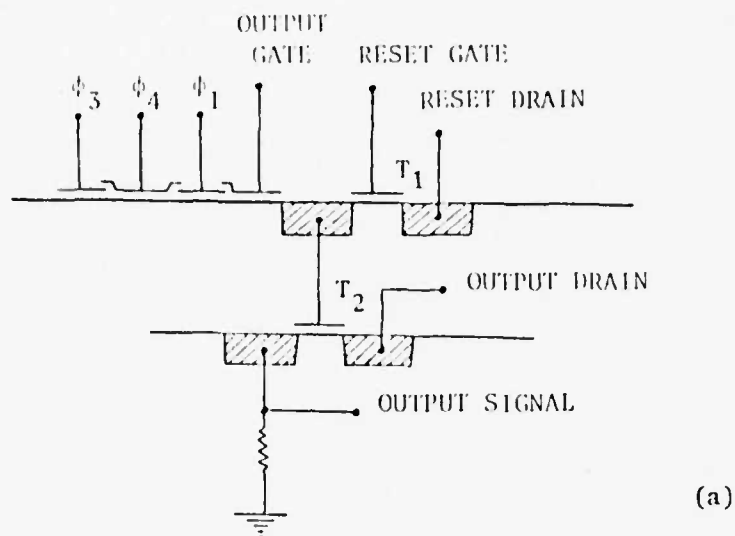 OUTPUT
GATE
RESET GATE
RESET DRAIN
ϕ3
ϕ4
ϕ1
T1
T2
OUTPUT DRAIN
OUTPUT SIGNAL
(a)